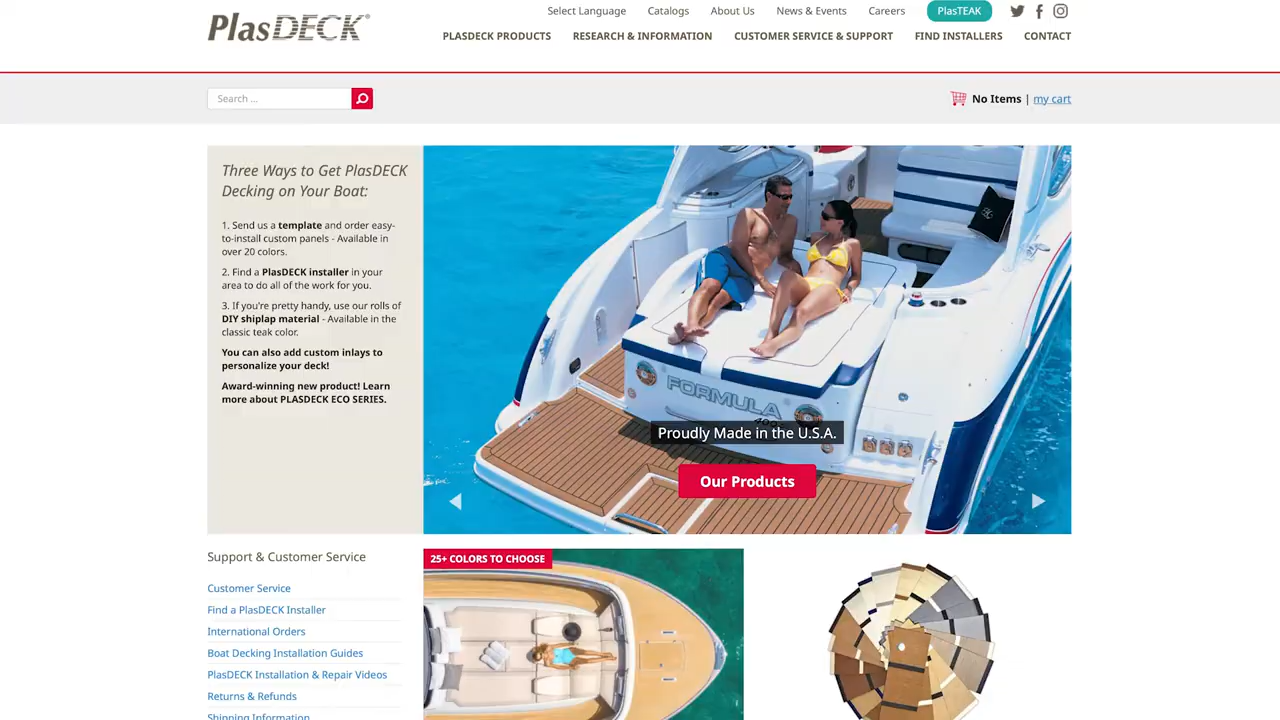 PlasDECK®
Select Language
Catalogs
About Us
News & Events
Careers
PlasTEAK
PLASDECK PRODUCTS
RESEARCH & INFORMATION
CUSTOMER SERVICE & SUPPORT
FIND INSTALLERS
CONTACT
Search ...
No Items | my cart
Three Ways to Get PlasDECK
Decking on Your Boat:
1. Send us a template and order easy-
to-install custom panels - Available in
over 20 colors.
2. Find a PlasDECK installer in your
area to do all of the work for you.
3. If you're pretty handy, use our rolls of
DIY shiplap material - Available in the
classic teak color.
You can also add custom inlays to
personalize your deck!
Award-winning new product! Learn
more about PLASDECK ECO SERIES.
FORMULA
Proudly Made in the U.S.A.
Our Products
Support & Customer Service
Customer Service
Find a PlasDECK Installer
International Orders
Boat Decking Installation Guides
PlasDECK Installation & Repair Videos
Returns & Refunds
Shipping Information
25+ COLORS TO CHOOSE